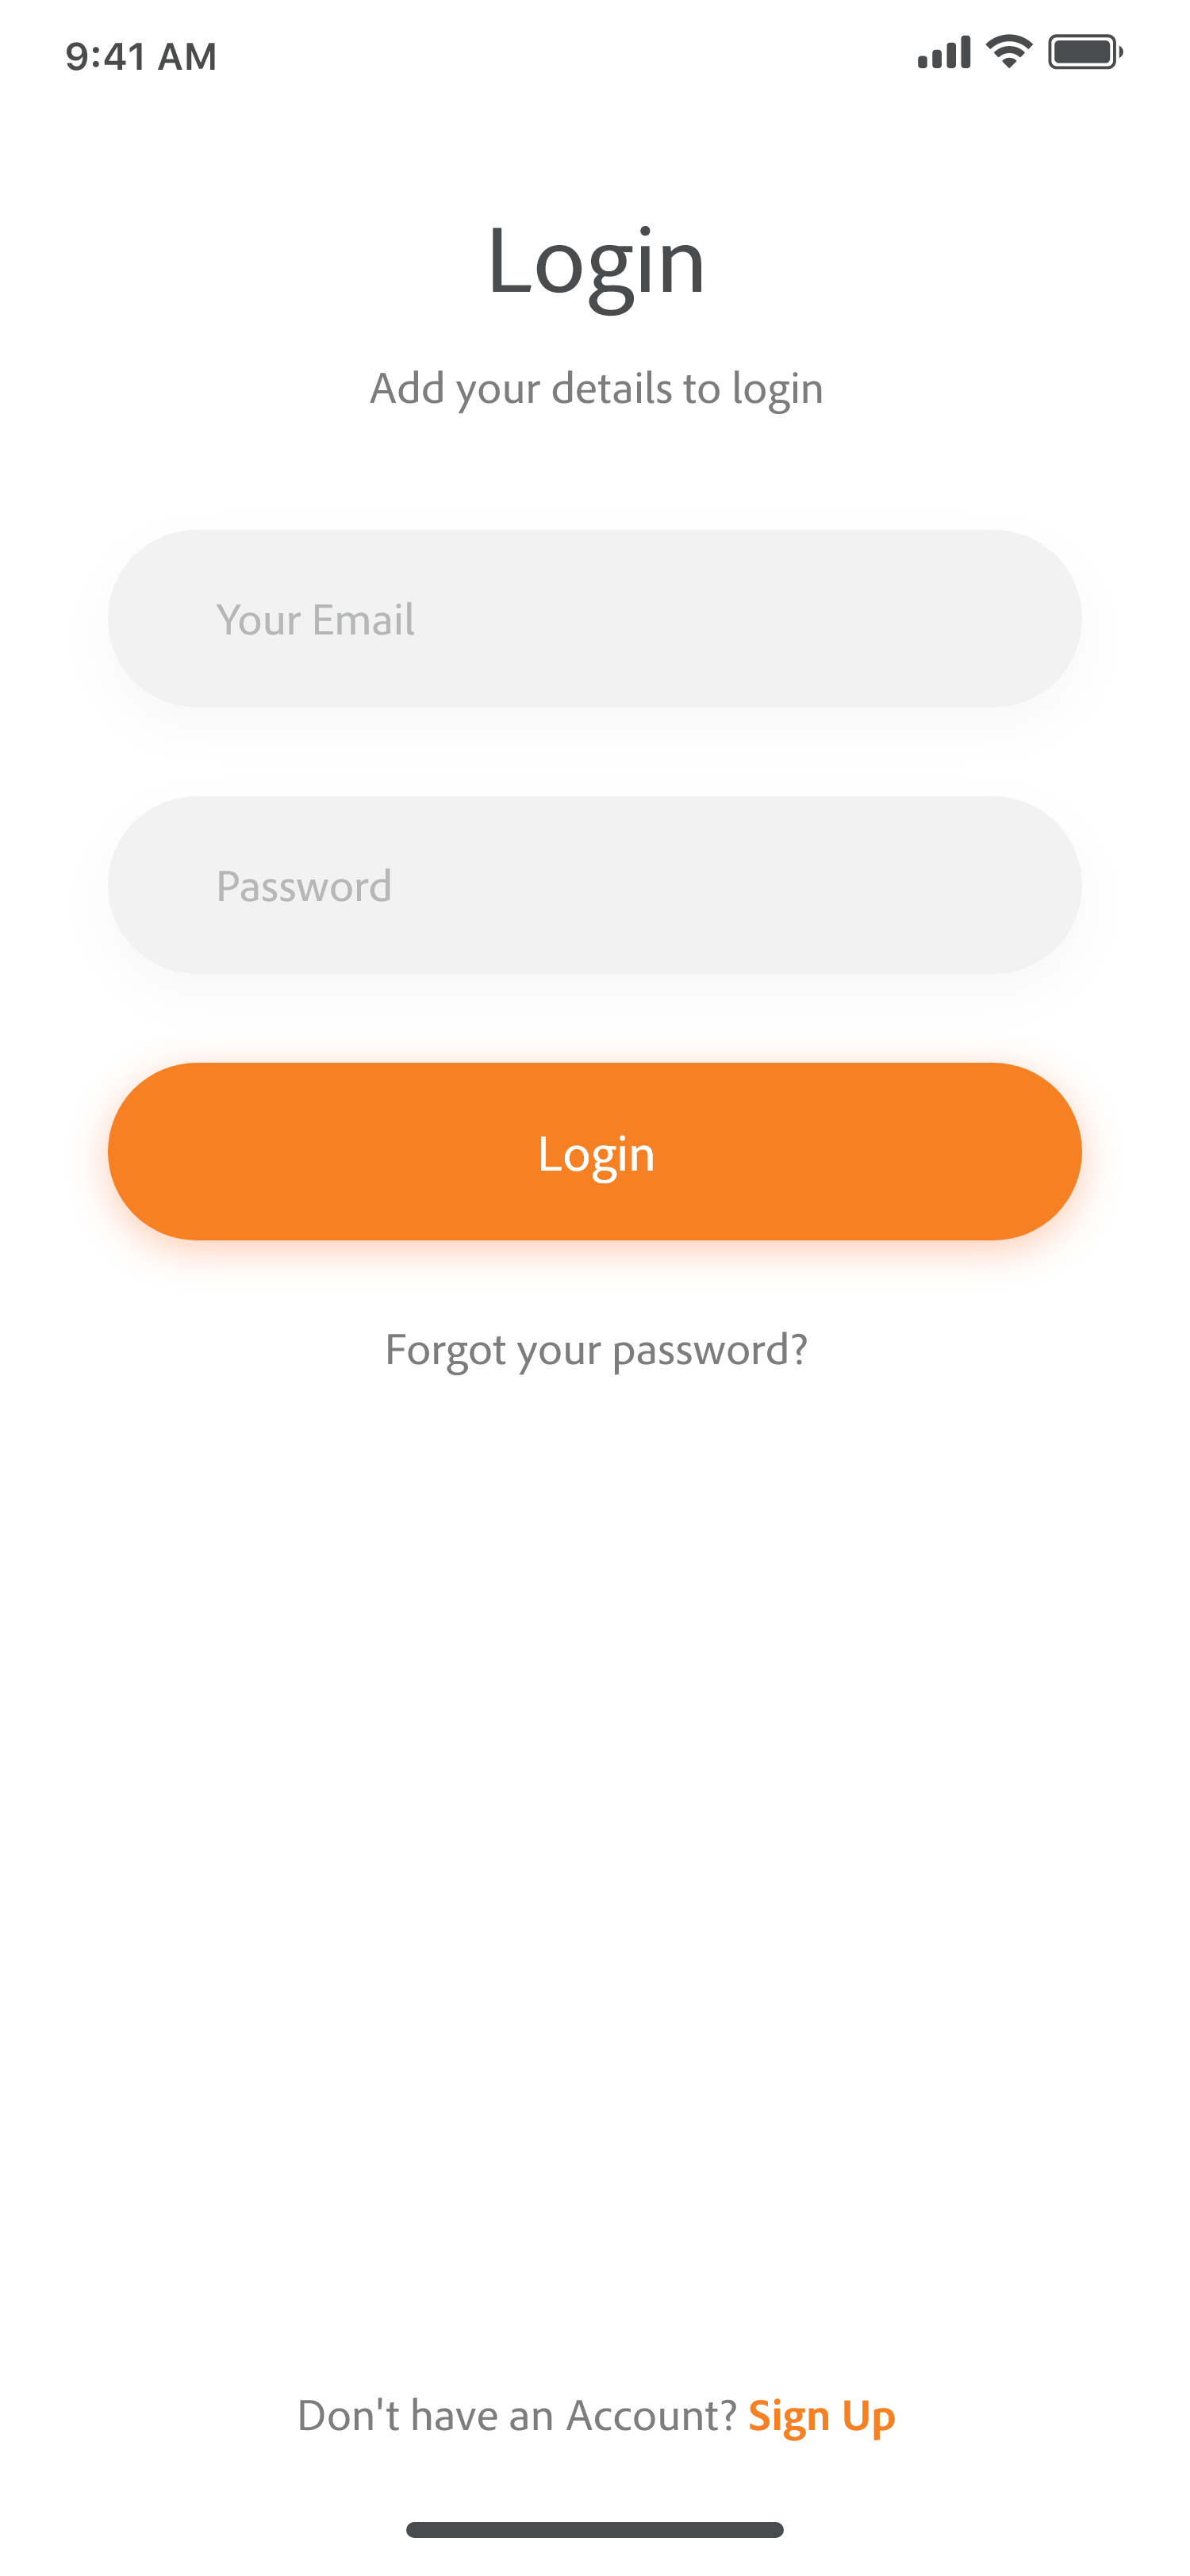 9:41 AM
Login
Add your details to login
Your Email
Password
Login
Forgot your password?
Don't have an Account? Sign Up